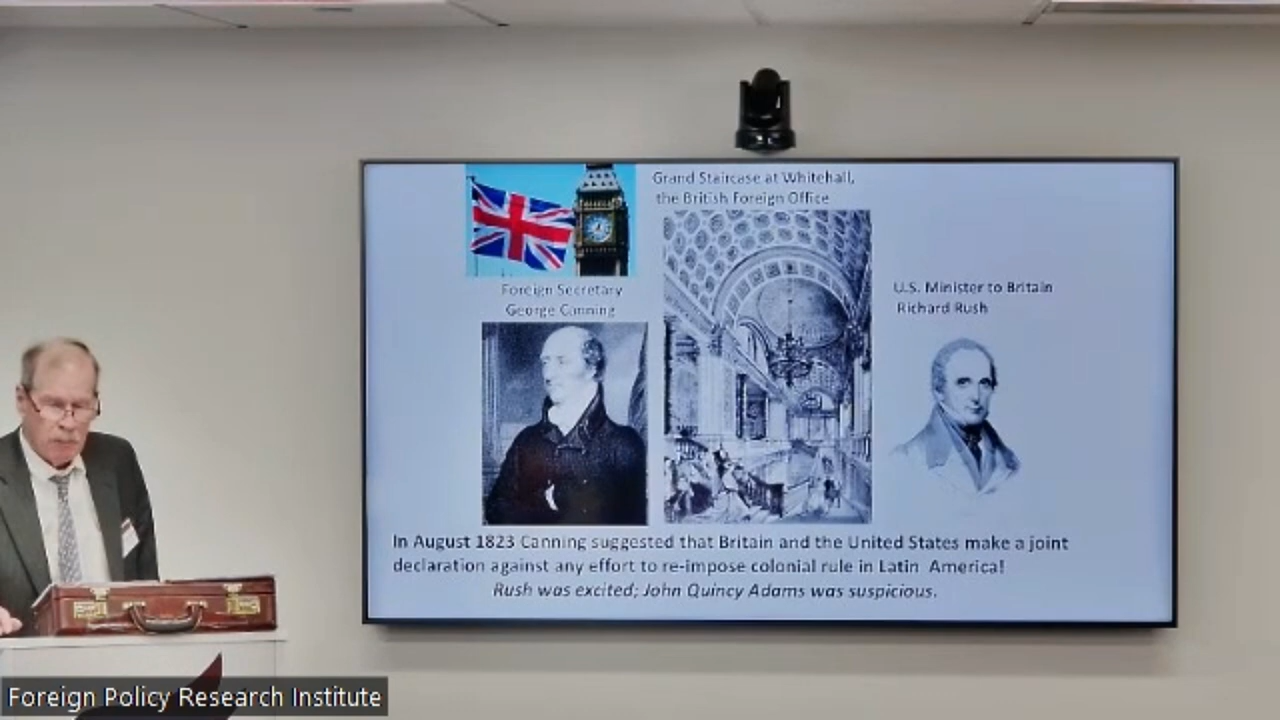 Grand Staircase at Whitehall,
the British Foreign Office
Foreign Secretary
George Canning
U.S. Minister to Britain
Richard Rush
In August 1823 Canning suggested that Britain and the United States make a joint
declaration against any effort to re-impose colonial rule in Latin America!
Rush was excited; John Quincy Adams was suspicious.
Foreign Policy Research Institute